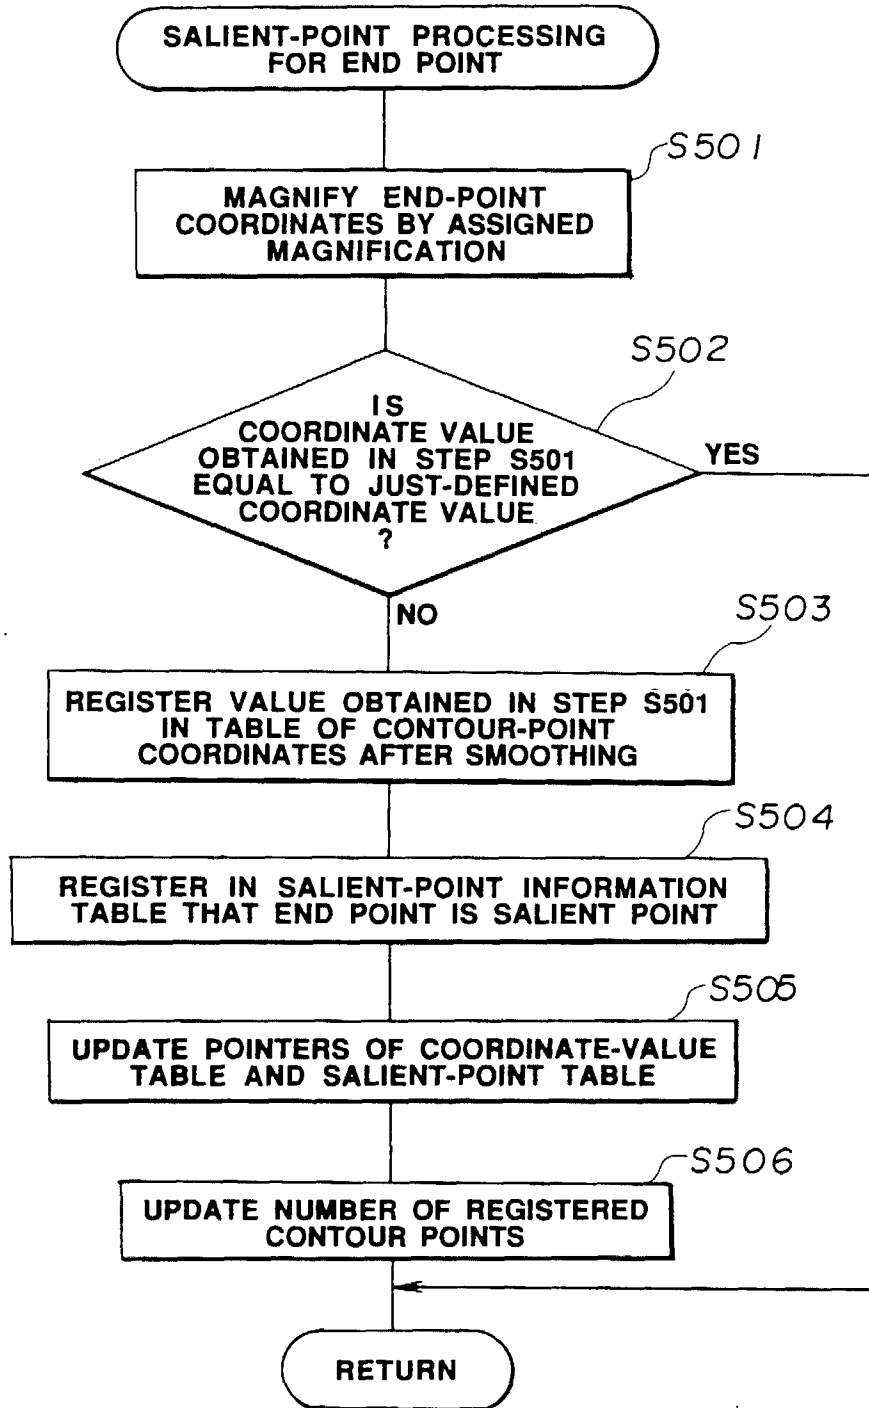 SALIENT-POINT PROCESSING
FOR END POINT
S501
MAGNIFY END-POINT
COORDINATES BY ASSIGNED
MAGNIFICATION
S502
IS
COORDINATE VALUE
OBTAINED IN STEP S501
EQUAL TO JUST-DEFINED
COORDINATE VALUE
?
YES
NO
S503
REGISTER VALUE OBTAINED IN STEP S501
IN TABLE OF CONTOUR-POINT
COORDINATES AFTER SMOOTHING
S504
REGISTER IN SALIENT-POINT INFORMATION
TABLE THAT END POINT IS SALIENT POINT
S505
UPDATE POINTERS OF COORDINATE-VALUE
TABLE AND SALIENT-POINT TABLE
S506
UPDATE NUMBER OF REGISTERED
CONTOUR POINTS
RETURN